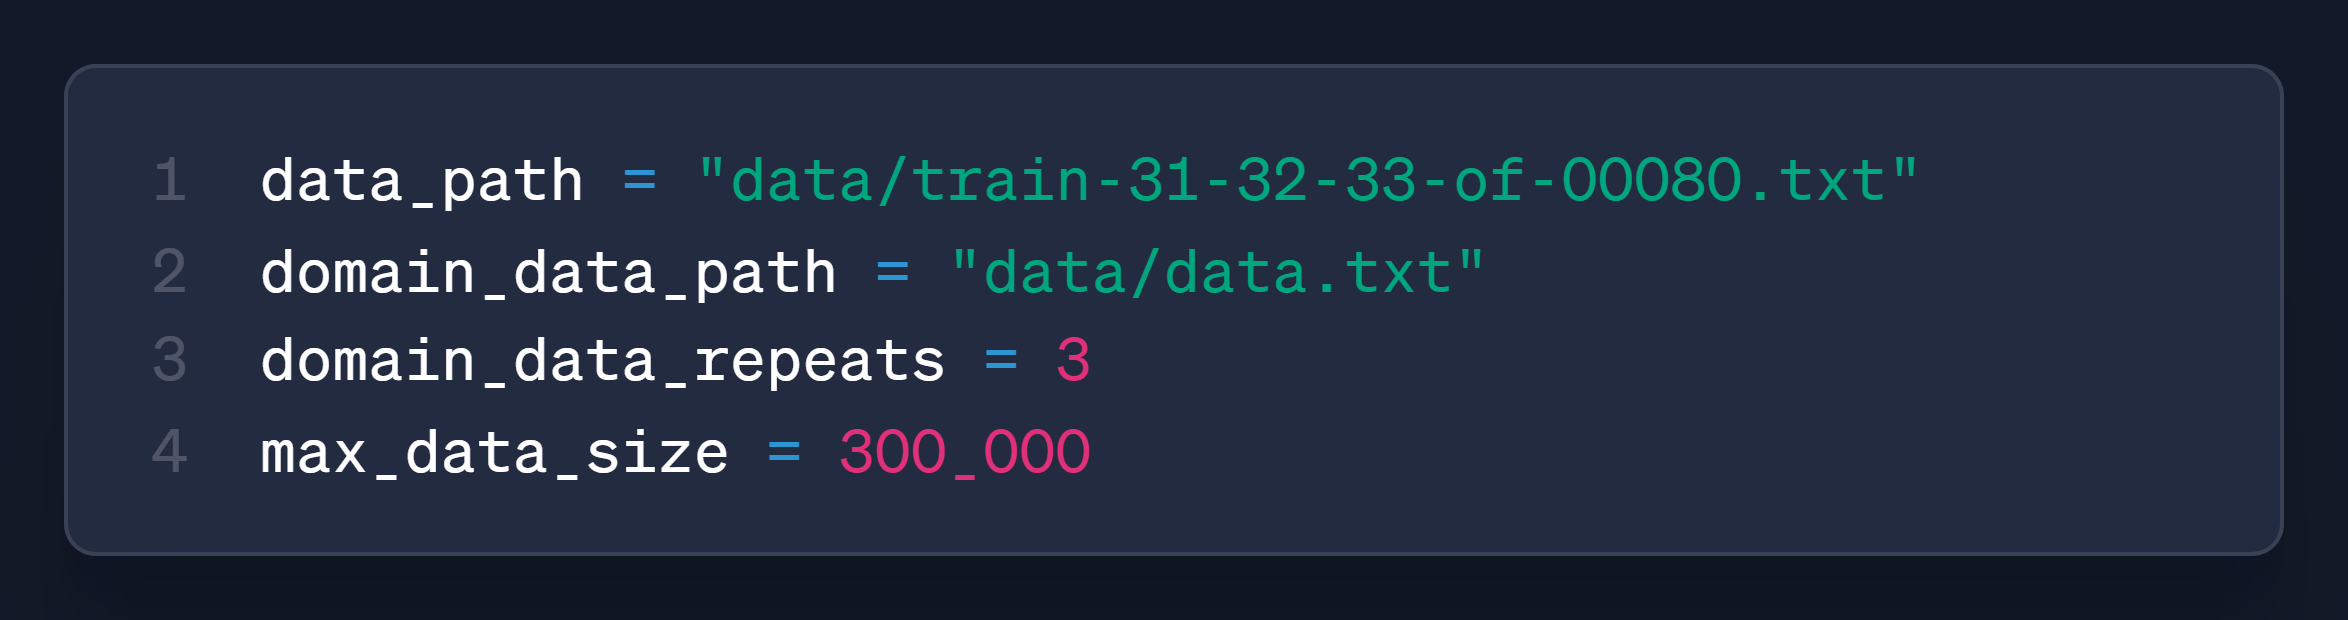 1 data_path = "data/train-31-32-33-of-00080.txt"
2 domain_data_path = "data/data.txt"
3 domain_data_repeats = 3
4 max_data_size = 300_000